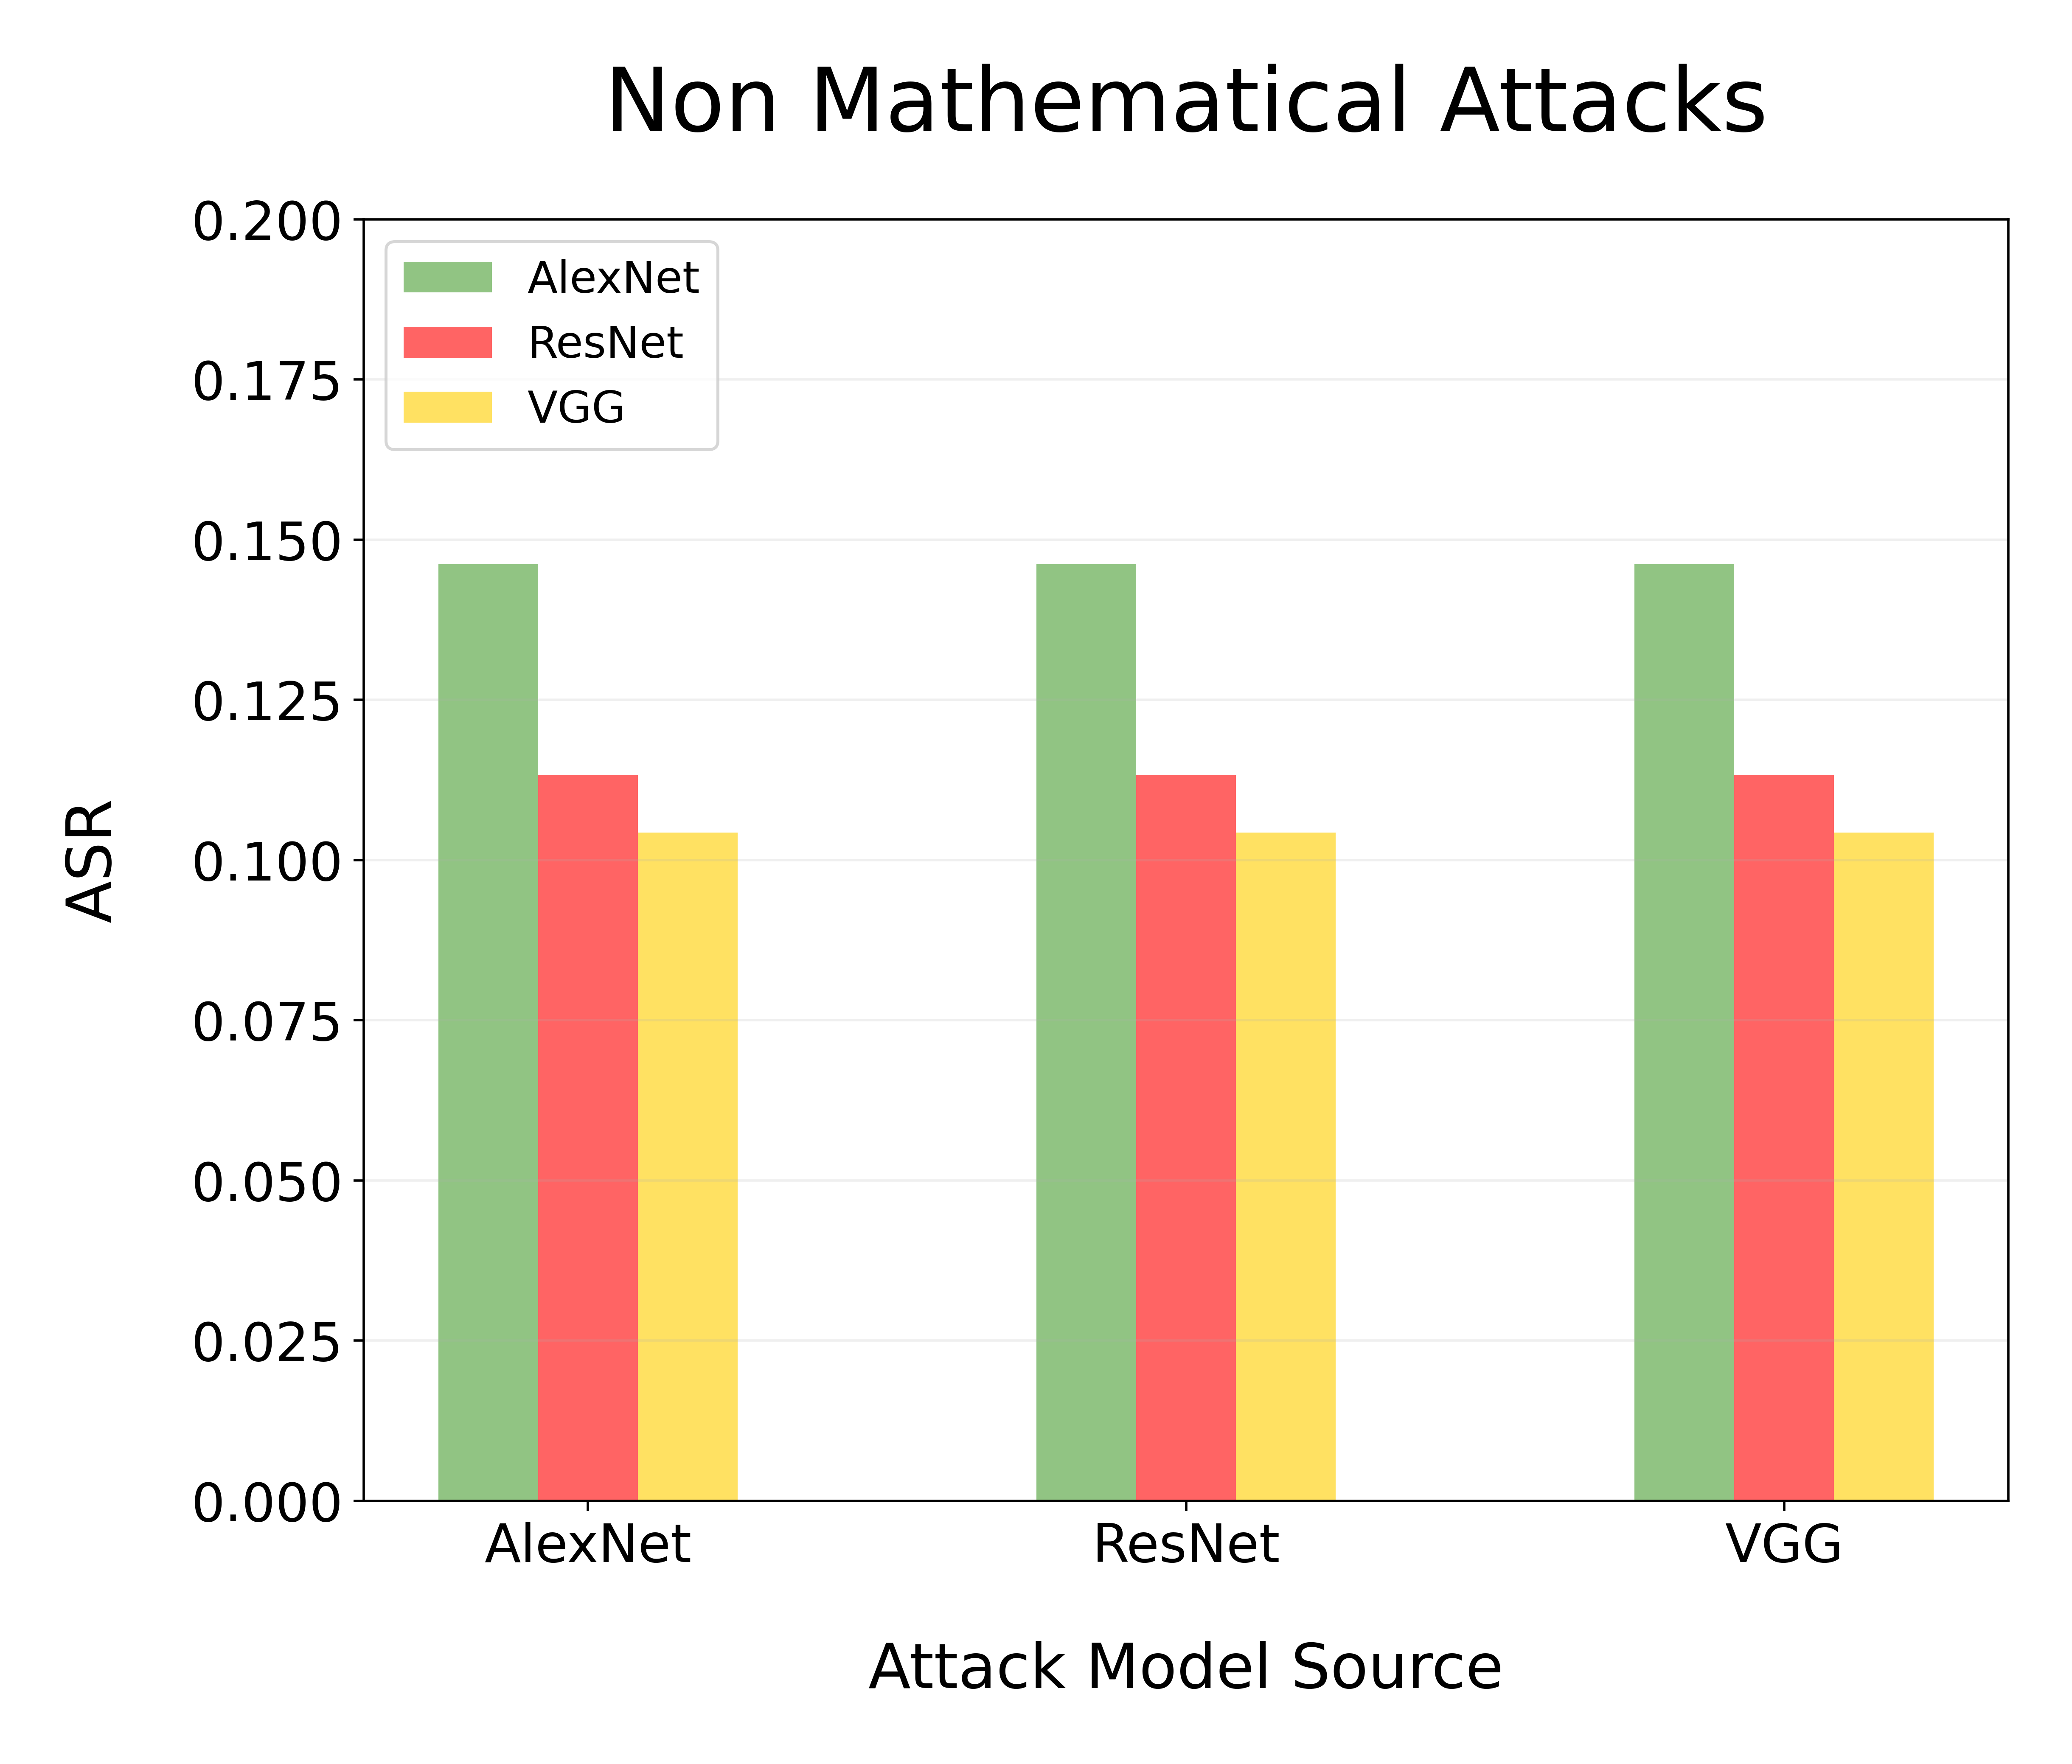 Non Mathematical Attacks
0.200
0.175
0.150
0.125
0.100
0.075
0.050
0.025
0.000
ASR
AlexNet
ResNet
VGG
AlexNet
ResNet
VGG
Attack Model Source